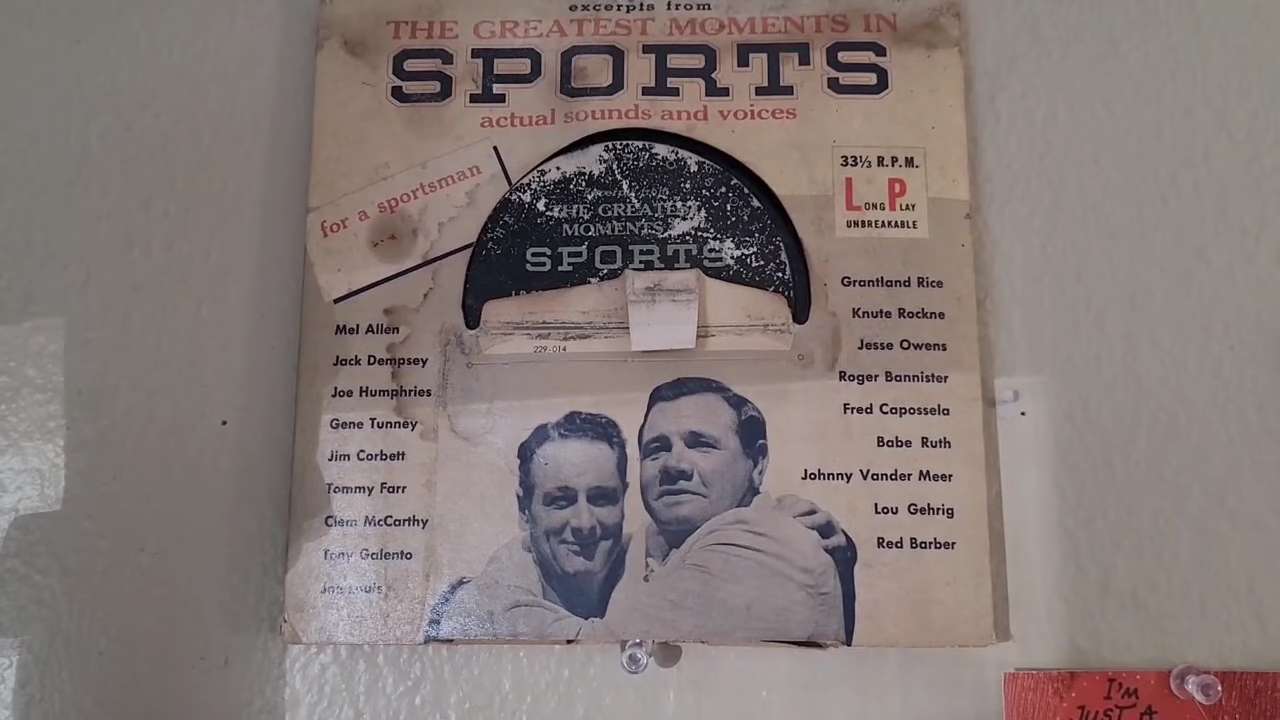 excerpts from
THE GREATEST MOMENTS IN
SPORTS
actual sounds and voices
for a sportsman
33⅓ R.P.M.
LONG PLAY
UNBREAKABLE
THE GREATEST
MOMENTS
SPORTS
229-014
Mel Allen
Jack Dempsey
Joe Humphries
Gene Tunney
Jim Corbett
Tommy Farr
Clem McCarthy
Tony Galento
Joe Louis
Grantland Rice
Knute Rockne
Jesse Owens
Roger Bannister
Fred Capossela
Babe Ruth
Johnny Vander Meer
Lou Gehrig
Red Barber
I'M
JUST A